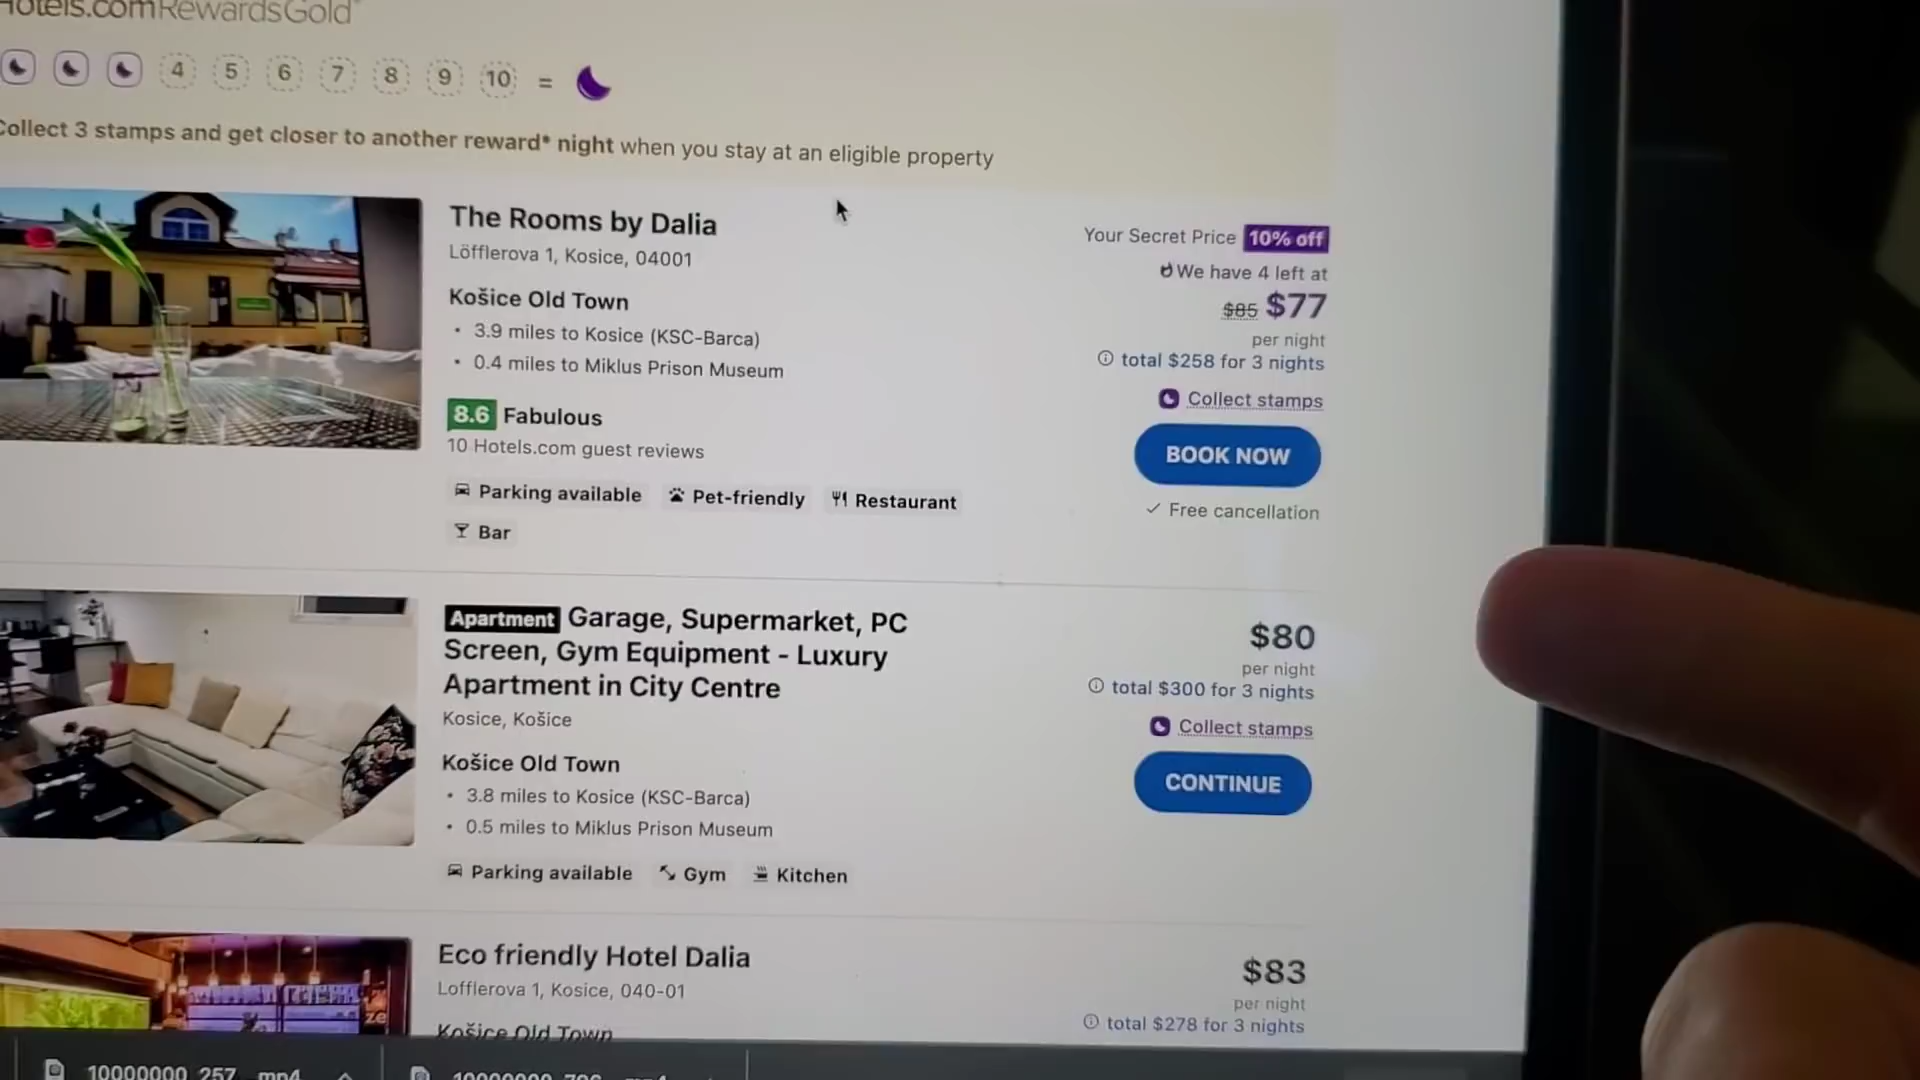 Hotels.com RewardsGold
4 5 6 7 8 9 10 =
Collect 3 stamps and get closer to another reward* night when you stay at an eligible property
The Rooms by Dalia
Löfflerova 1, Kosice, 04001
Košice Old Town
• 3.9 miles to Kosice (KSC-Barca)
• 0.4 miles to Miklus Prison Museum
8.6 Fabulous
10 Hotels.com guest reviews
Parking available Pet-friendly Restaurant
Bar
Your Secret Price 10% off
We have 4 left at
$85 $77
per night
total $258 for 3 nights
Collect stamps
BOOK NOW
Free cancellation
Apartment Garage, Supermarket, PC
Screen, Gym Equipment - Luxury
Apartment in City Centre
Kosice, Košice
Košice Old Town
• 3.8 miles to Kosice (KSC-Barca)
• 0.5 miles to Miklus Prison Museum
Parking available Gym Kitchen
$80
per night
total $300 for 3 nights
Collect stamps
CONTINUE
Eco friendly Hotel Dalia
Lofflerova 1, Kosice, 040-01
Košice Old Town
$83
per night
total $278 for 3 nights
ze
10000000_257....mp4